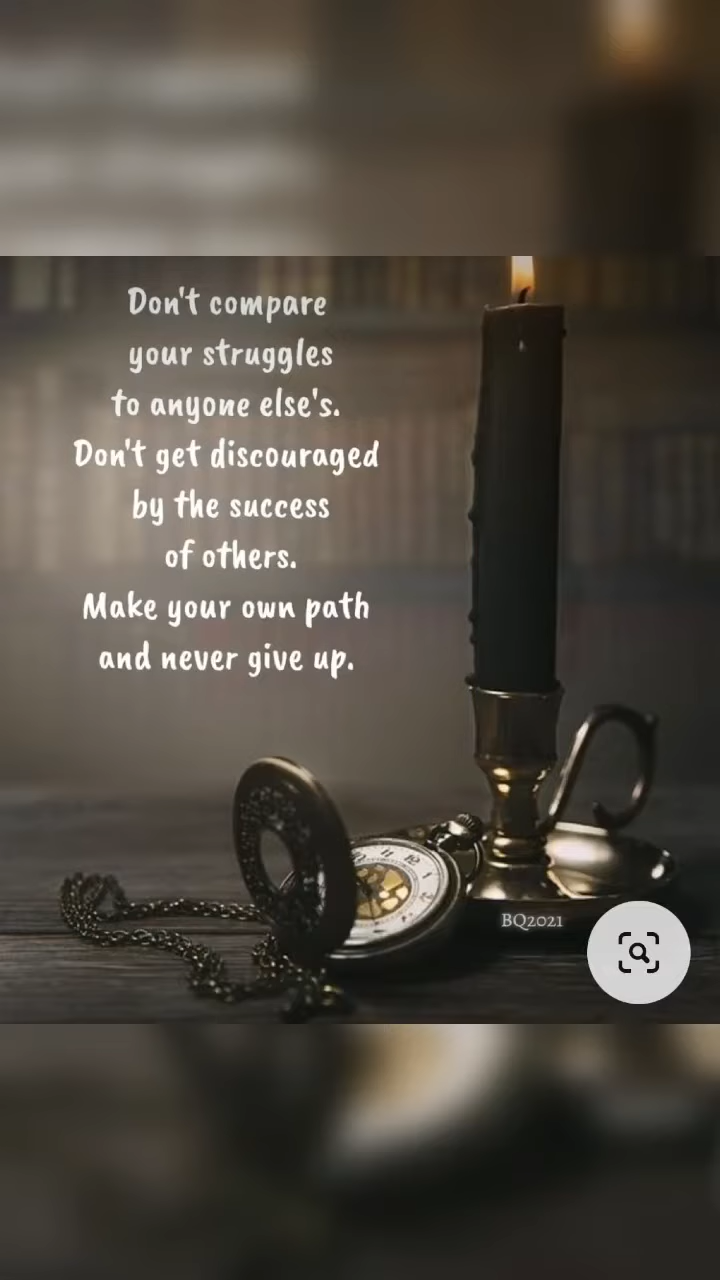 Don't compare
your struggles
to anyone else's.
Don't get discouraged
by the success
of others.
Make your own path
and never give up.
BQ2021